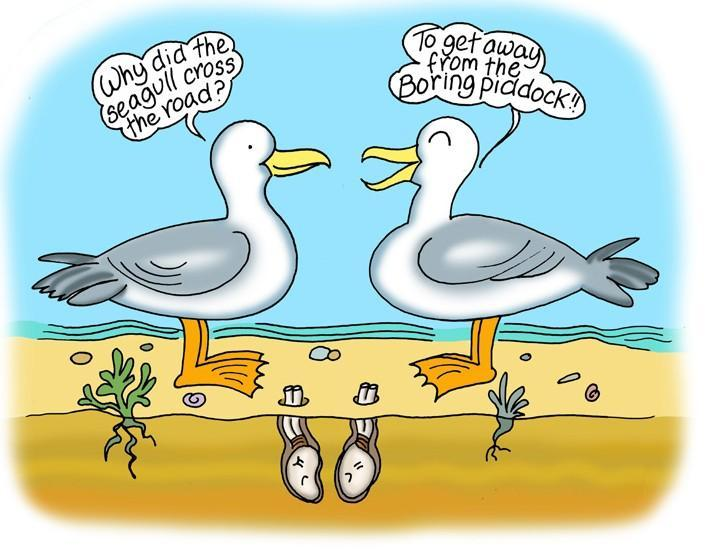 Why did the
seagull cross
the road?
To get away
from the
Boring piddock!!